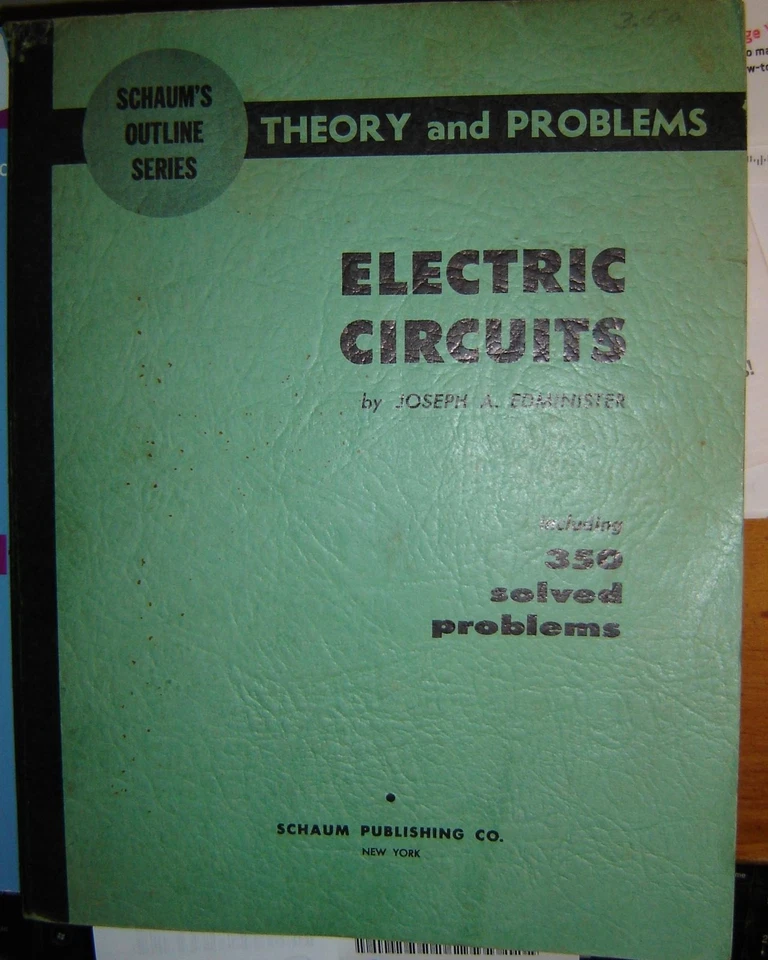 SCHAUM'S
OUTLINE
SERIES
THEORY and PROBLEMS
ELECTRIC
CIRCUITS
by JOSEPH A. EDMINISTER
including
350
solved
problems
SCHAUM PUBLISHING CO.
NEW YORK